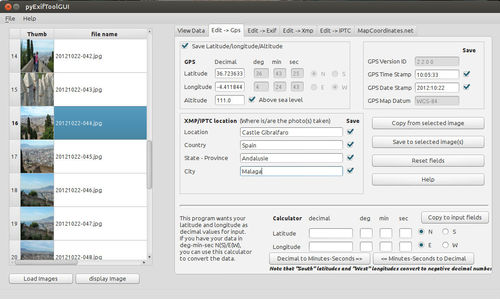 pyExifToolGUI
File Help
Thumb file name
View Data Edit -> Gps Edit -> Exif Edit -> Xmp Edit -> IPTC MapCoordinates.net
14 20121022-042.jpg
15 20121022-043.jpg
16 20121022-044.jpg
17 20121022-045.jpg
18 20121022-046.jpg
19 20121022-047.jpg
20 20121022-048.jpg
Load Images display Image
Save Latitude/longitude/Altitude
GPS decimal deg min sec
Latitude 36.723633 36 43 25 N S
Longitude -4.411844 4 24 42 E W
Altitude 111.0 Above sea level
Save
GPS Version ID 2 2 0 0
GPS Time Stamp 10:05:33
GPS Date Stamp 2012:10:22
GPS Map Datum WGS-84
XMP/IPTC location (Where is/are the photo(s) taken) Save
Location Castle Gibralfaro
Country Spain
State - Province Andalusie
City Malaga
Copy from selected image
Save to selected image(s)
Reset fields
Help
This program wants your
latitude and longitude as
decimal values for input.
If you have your data in
deg-min-sec N(S)/E(W),
you can use this calculator
to convert the data.
Calculator decimal deg min sec Copy to input fields
Latitude N S
Longitude E W
Decimal to Minutes-Seconds => <= Minutes-Seconds to Decimal
Note that "South" latitudes and "West" longitudes convert to negative decimal number